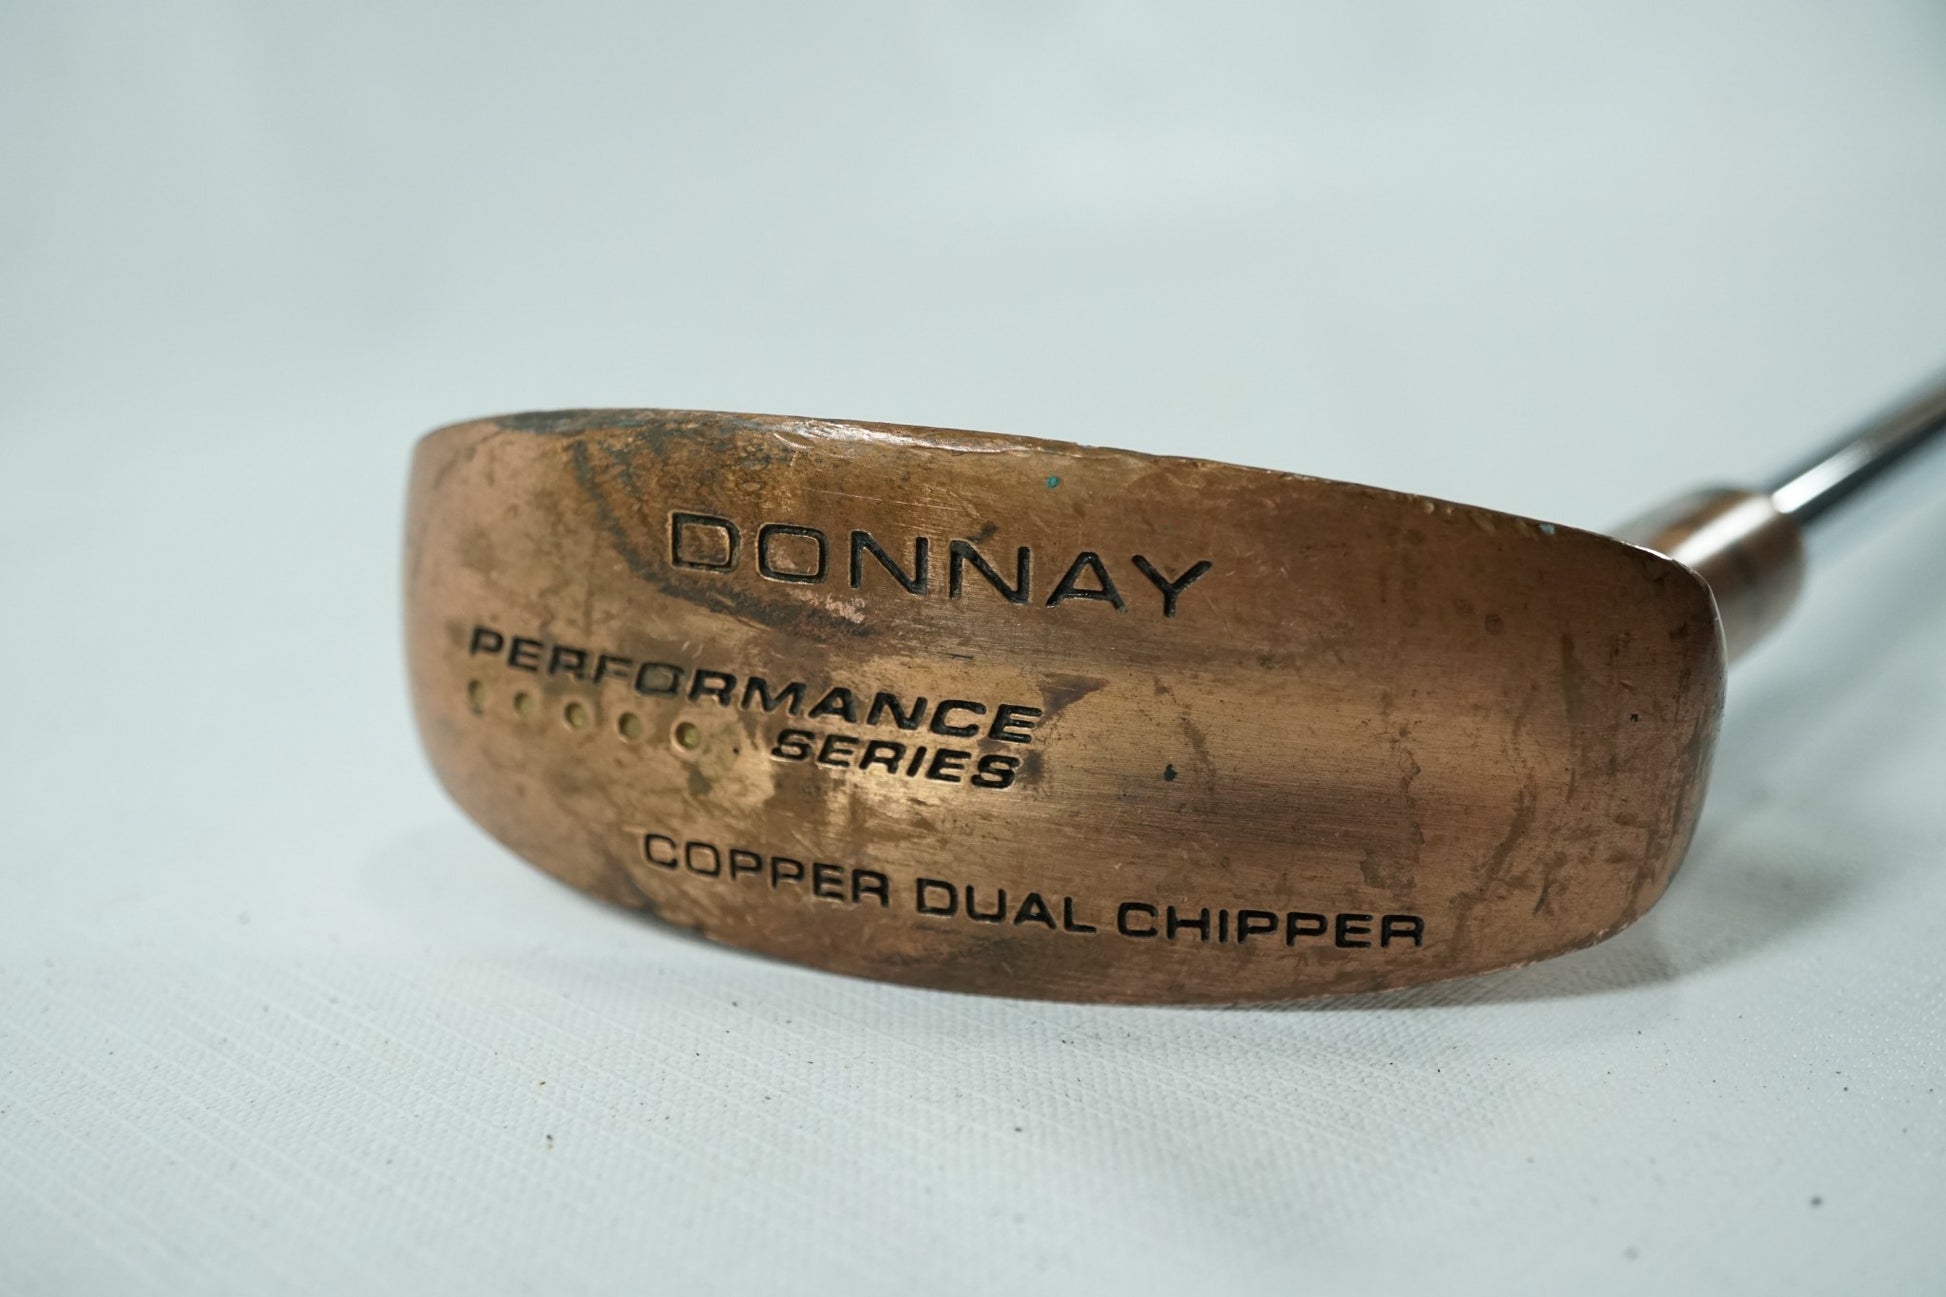 DONNAY
PERFORMANCE
SERIES
COPPER DUAL CHIPPER